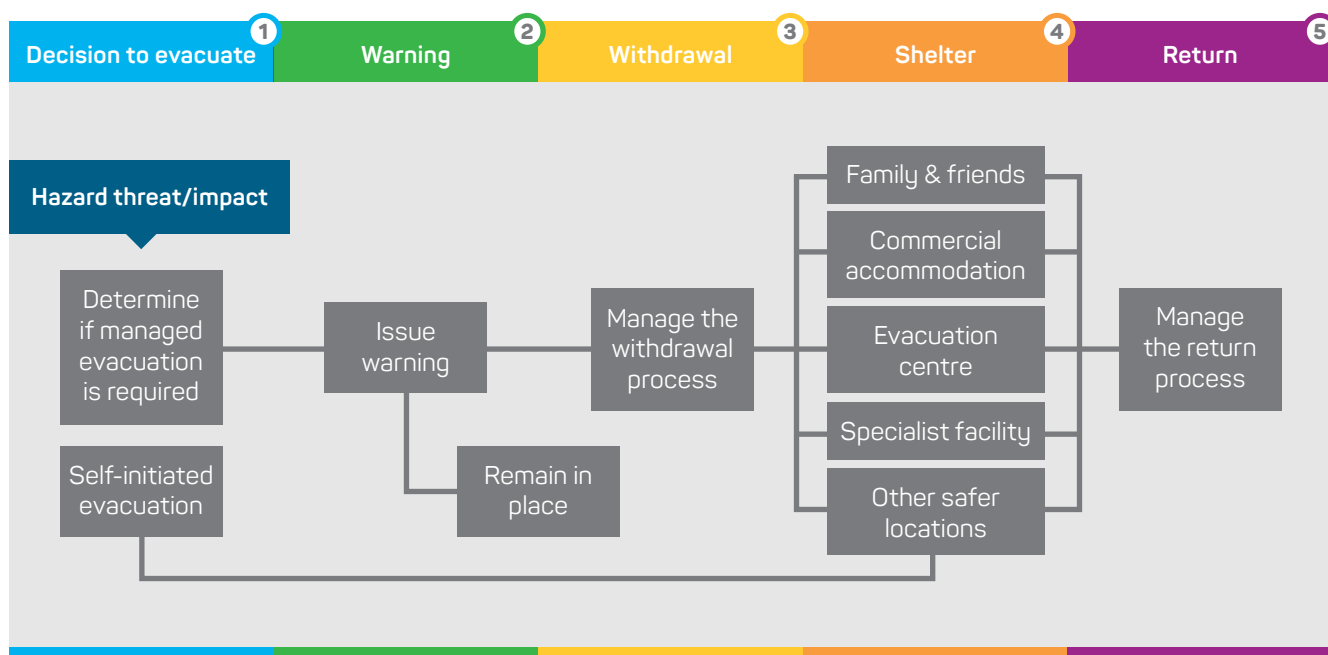 1
2
3
4
5
Decision to evacuate
Warning
Withdrawal
Shelter
Return
Hazard threat/impact
Determine
if managed
evacuation
is required
Self-initiated
evacuation
Issue
warning
Remain in
place
Manage the
withdrawal
process
Family & friends
Commercial
accommodation
Evacuation
centre
Specialist facility
Other safer
locations
Manage
the return
process